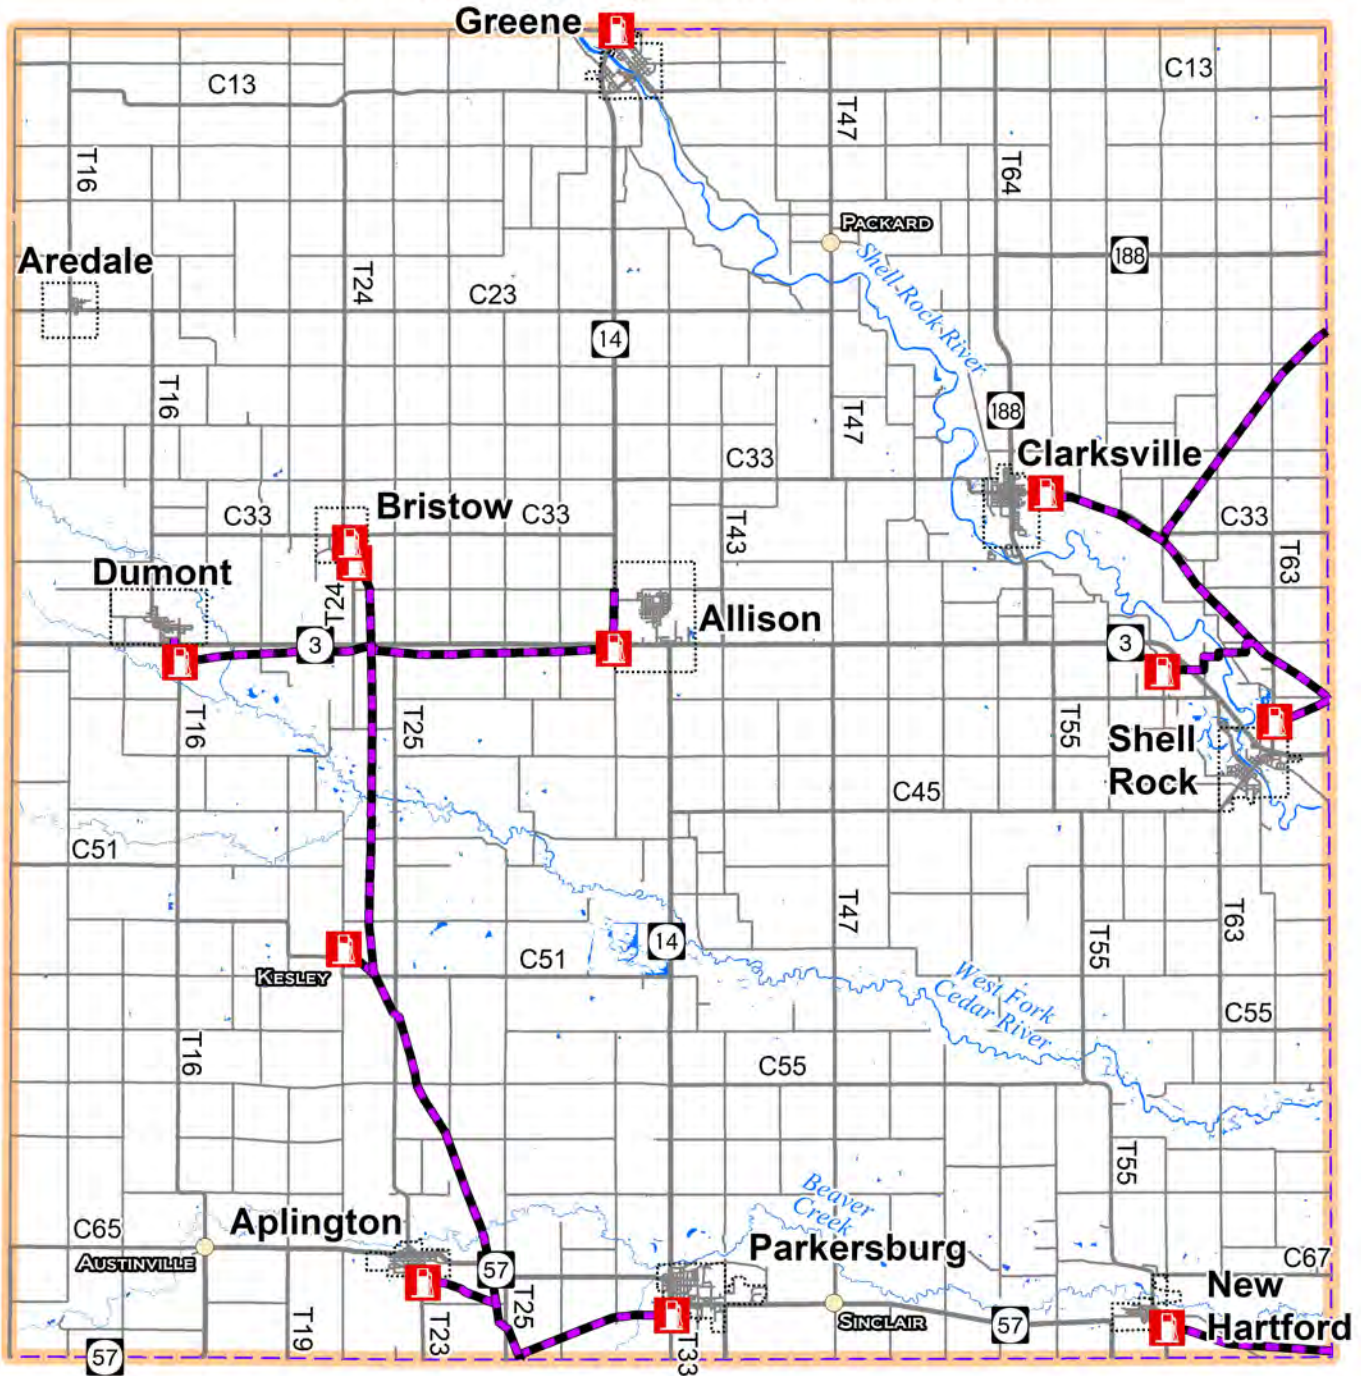 Greene
C13
C13
T47
T16
T64
PACKARD
188
Aredale
Shell Rock River
T24
C23
14
T16
188
T47
Clarksville
C33
Bristow
C33
C33
C33
T43
T63
Dumont
T24
Allison
3
3
T16
T25
T55
Shell
Rock
C45
C51
T47
T63
14
T55
C51
KESLEY
West Fork
Cedar River
C55
T16
C55
T55
Beaver
Creek
Aplington
C65
Parkersburg
AUSTINVILLE
C67
57
New
Hartford
T25
SINCLAIR
57
T19
T23
T33
57